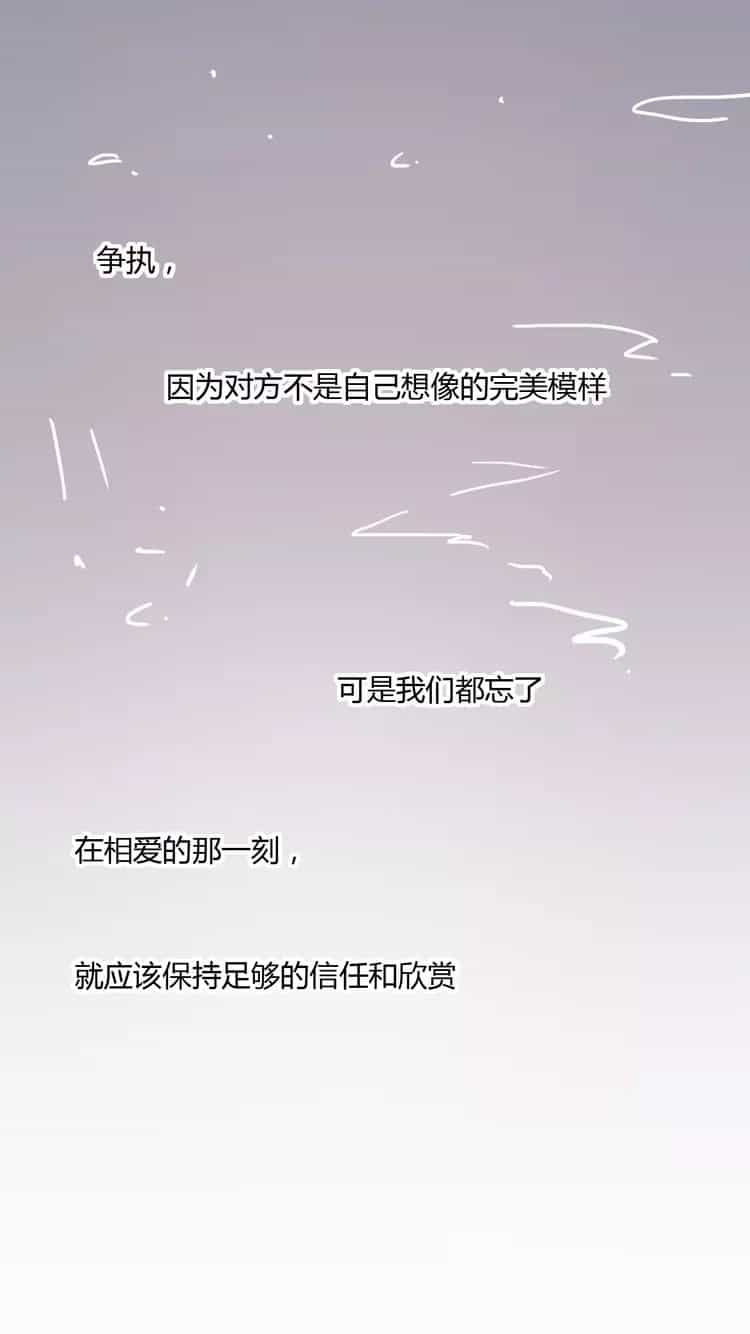 争执，
因为对方不是自己想像的完美模样
可是我们都忘了
在相爱的那一刻，
就应该保持足够的信任和欣赏